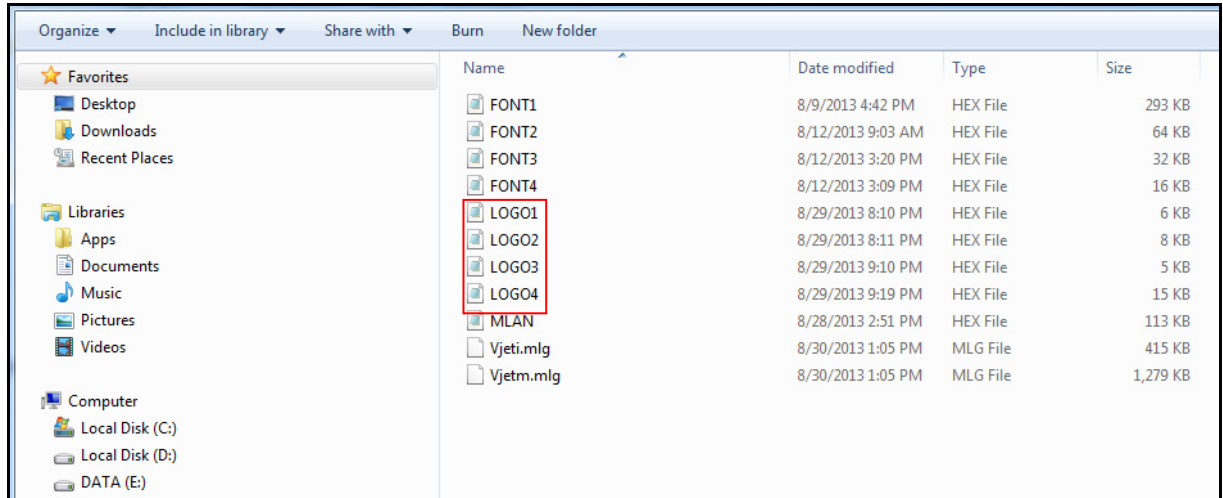 Organize Include in library Share with Burn New folder
Favorites
Desktop
Downloads
Recent Places
Libraries
Apps
Documents
Music
Pictures
Videos
Computer
Local Disk (C:)
Local Disk (D:)
DATA (E:)
Name Date modified Type Size
FONT1 8/9/2013 4:42 PM HEX File 293 KB
FONT2 8/12/2013 9:03 AM HEX File 64 KB
FONT3 8/12/2013 3:20 PM HEX File 32 KB
FONT4 8/12/2013 3:09 PM HEX File 16 KB
LOGO1 8/29/2013 8:10 PM HEX File 6 KB
LOGO2 8/29/2013 8:11 PM HEX File 8 KB
LOGO3 8/29/2013 9:10 PM HEX File 5 KB
LOGO4 8/29/2013 9:19 PM HEX File 15 KB
MLAN 8/28/2013 2:51 PM HEX File 113 KB
Vjeti.mlg 8/30/2013 1:05 PM MLG File 415 KB
Vjetm.mlg 8/30/2013 1:05 PM MLG File 1,279 KB